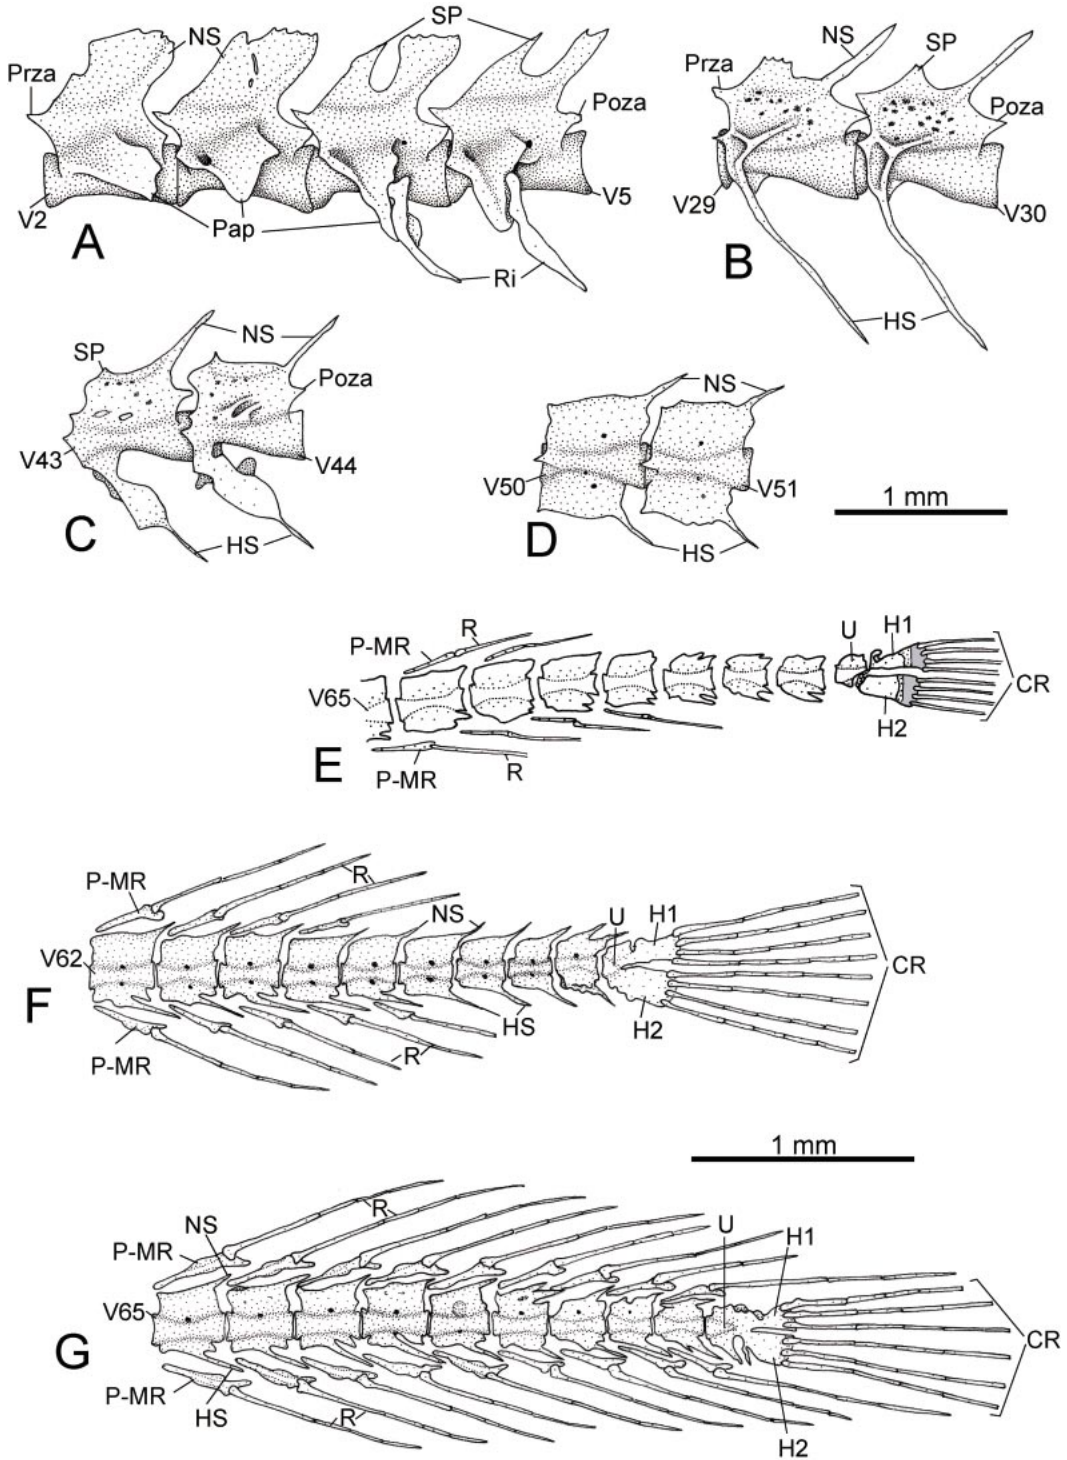 SP
NS
NS
SP
Prza
Prza
Poza
Poza
V2
V5
V29
V30
Pap
A
Ri
B
HS
NS
SP
Poza
NS
V43
V44
V50
V51
1 mm
C
HS
D
HS
P-MR
R
U
H1
V65
CR
H2
E
P-MR
R
P-MR
R
NS
U
H1
V62
CR
F
HS
H2
P-MR
R
1 mm
NS
R
U
P-MR
H1
V65
CR
G
P-MR
HS
R
H2